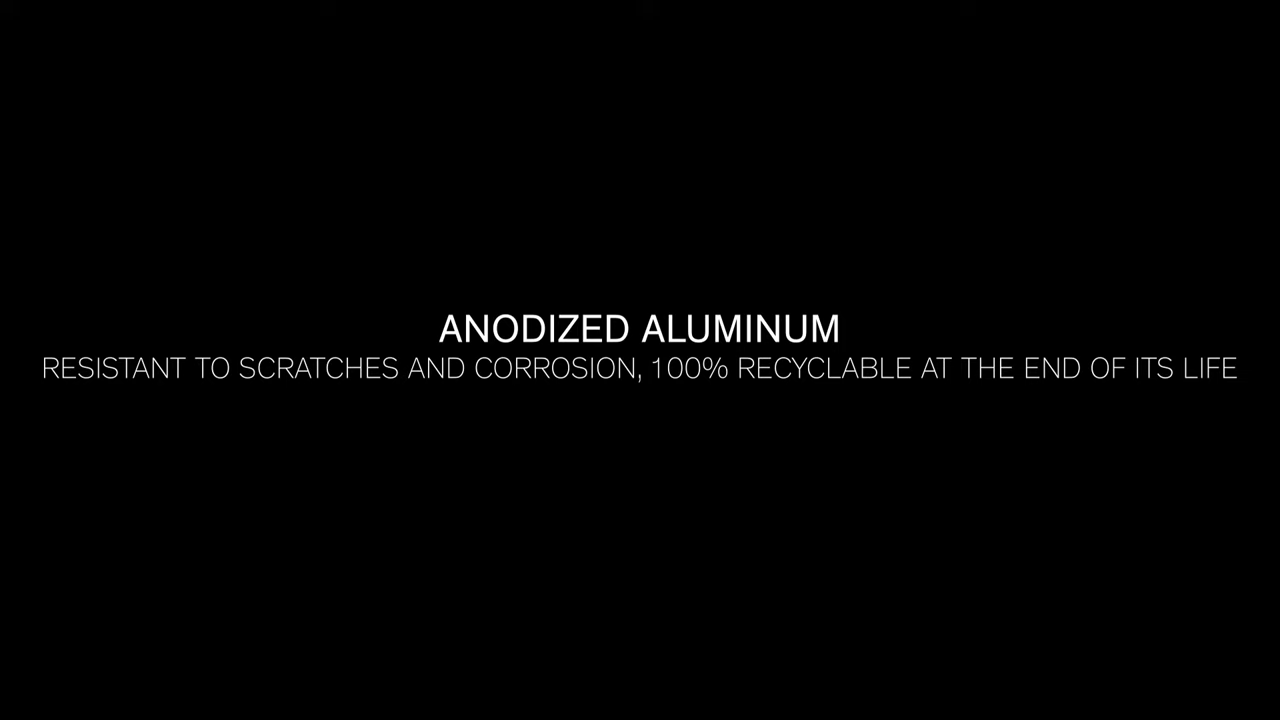 ANODIZED ALUMINUM
RESISTANT TO SCRATCHES AND CORROSION, 100% RECYCLABLE AT THE END OF ITS LIFE